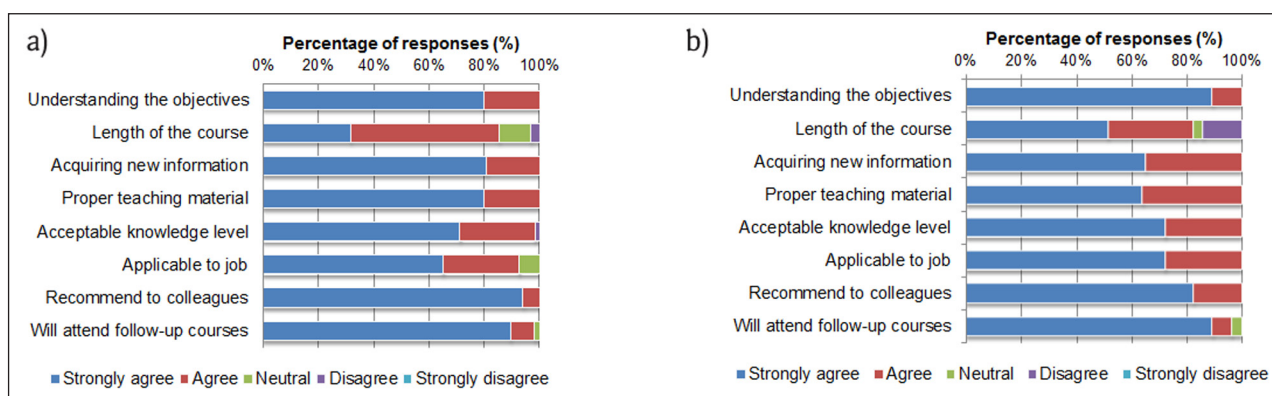 a)
Percentage of responses (%)
0% 20% 40% 60% 80% 100%
Understanding the objectives
Length of the course
Acquiring new information
Proper teaching material
Acceptable knowledge level
Applicable to job
Recommend to colleagues
Will attend follow-up courses
Strongly agree Agree Neutral Disagree Strongly disagree
b)
Percentage of responses (%)
0% 20% 40% 60% 80% 100%
Understanding the objectives
Length of the course
Acquiring new information
Proper teaching material
Acceptable knowledge level
Applicable to job
Recommend to colleagues
Will attend follow-up courses
Strongly agree Agree Neutral Disagree Strongly disagree